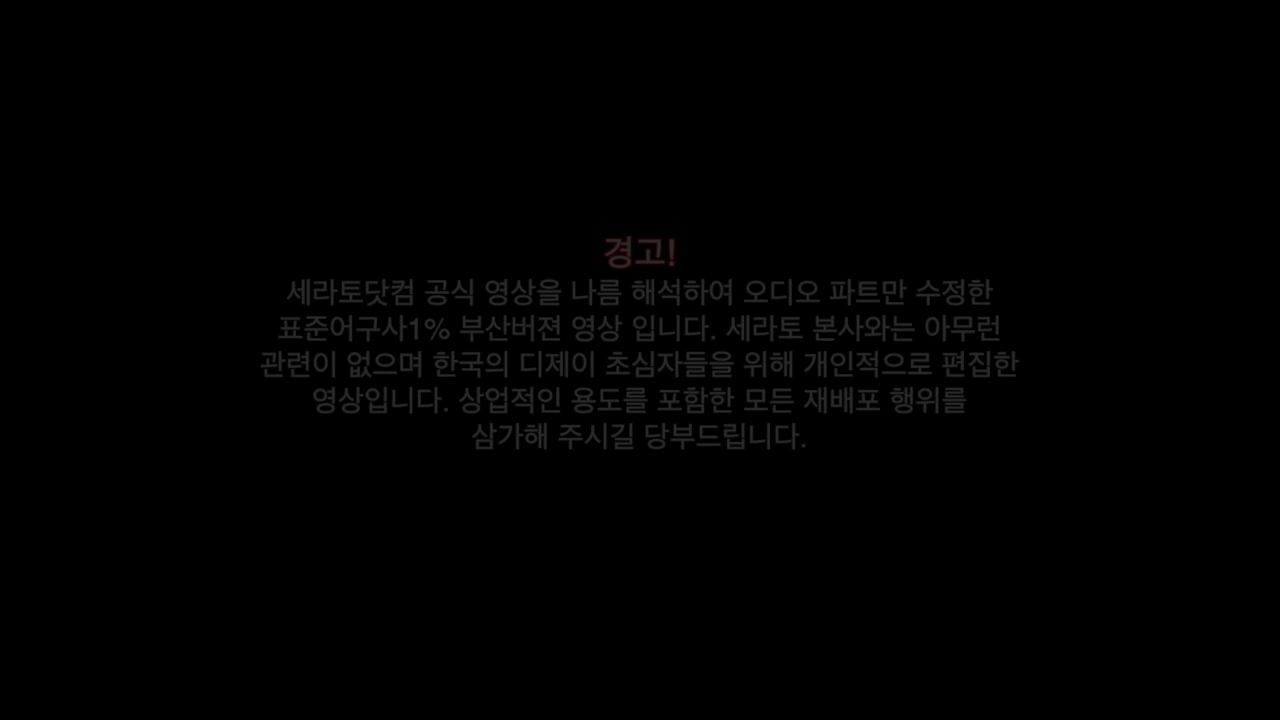 경고!
세라토닷컴 공식 영상을 나름 해석하여 오디오 파트만 수정한
표준어구사1% 부산버젼 영상 입니다. 세라토 본사와는 아무런
관련이 없으며 한국의 디제이 초심자들을 위해 개인적으로 편집한
영상입니다. 상업적인 용도를 포함한 모든 재배포 행위를
삼가해 주시길 당부드립니다.